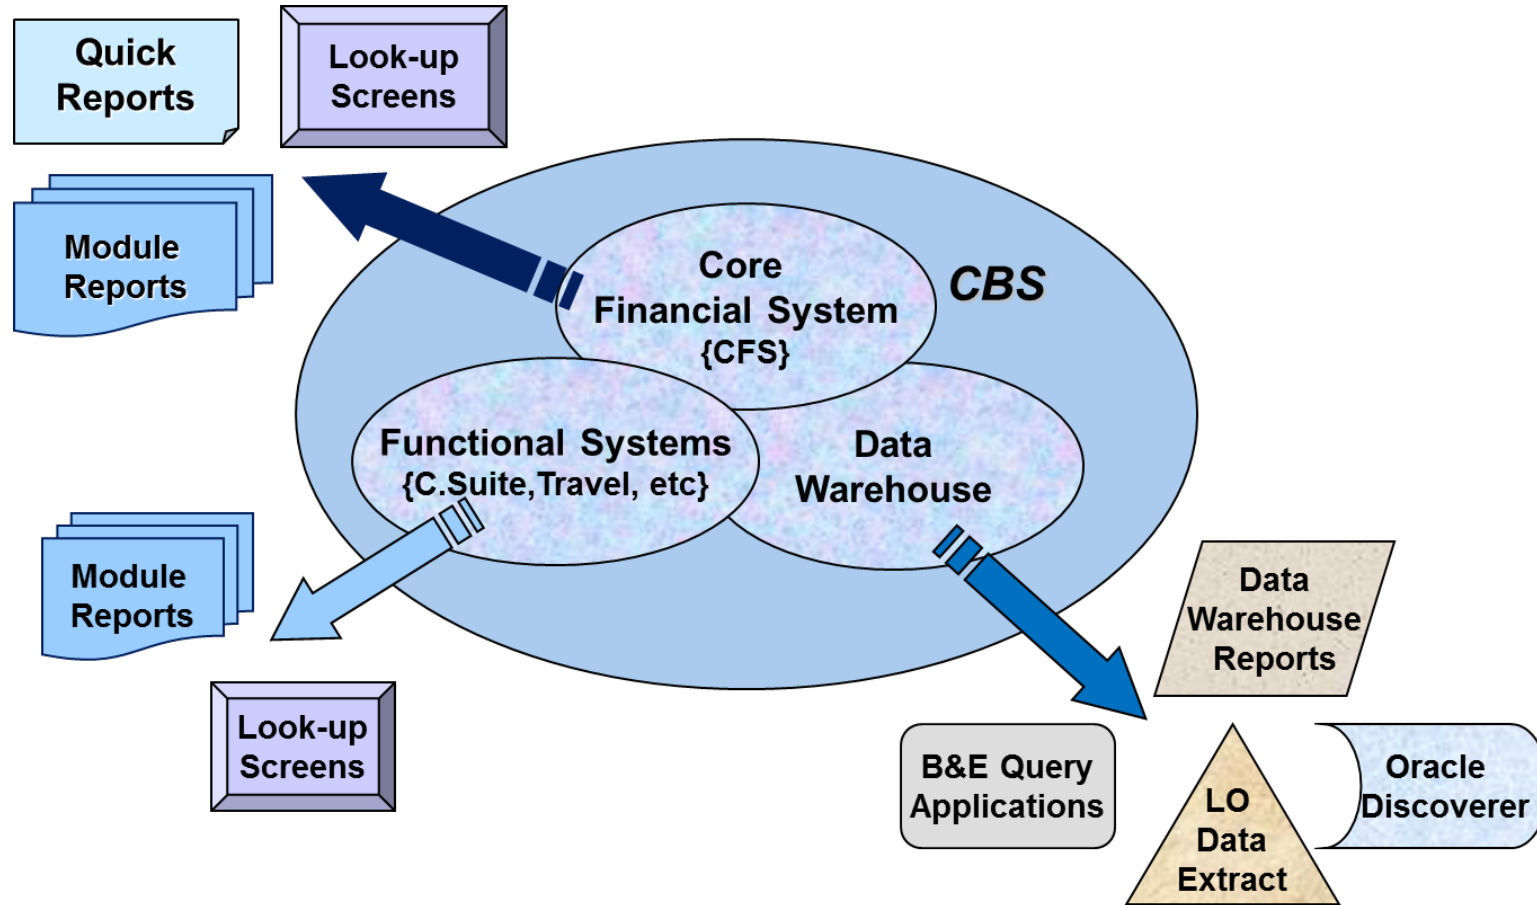 Quick
Reports
Look-up
Screens
Module
Reports
Core
Financial System
{CFS}
CBS
Functional Systems
{C.Suite,Travel, etc}
Data
Warehouse
Module
Reports
Look-up
Screens
Data
Warehouse
Reports
B&E Query
Applications
LO
Data
Extract
Oracle
Discoverer